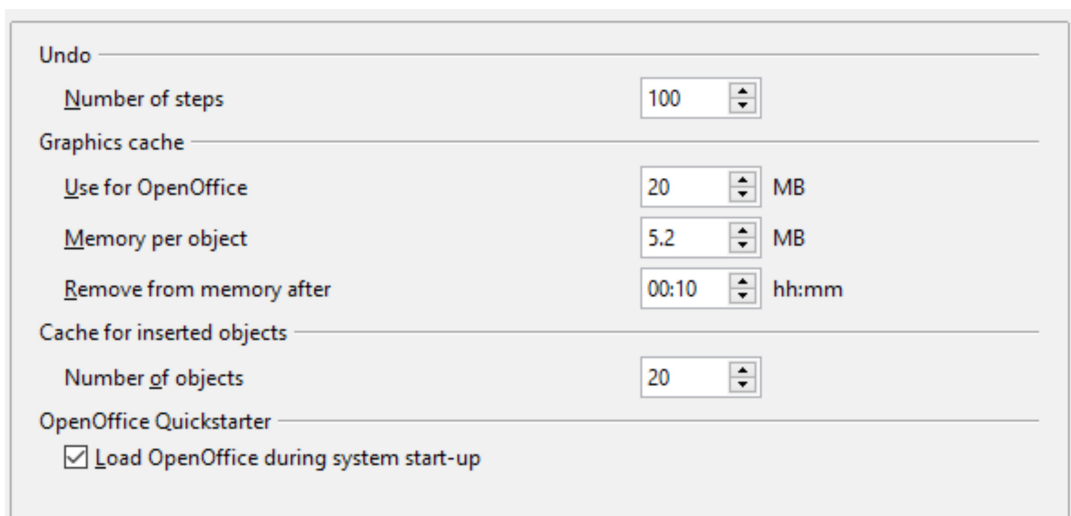 Undo
Number of steps 100
Graphics cache
Use for OpenOffice 20 MB
Memory per object 5.2 MB
Remove from memory after 00:10 hh:mm
Cache for inserted objects
Number of objects 20
OpenOffice Quickstarter
Load OpenOffice during system start-up